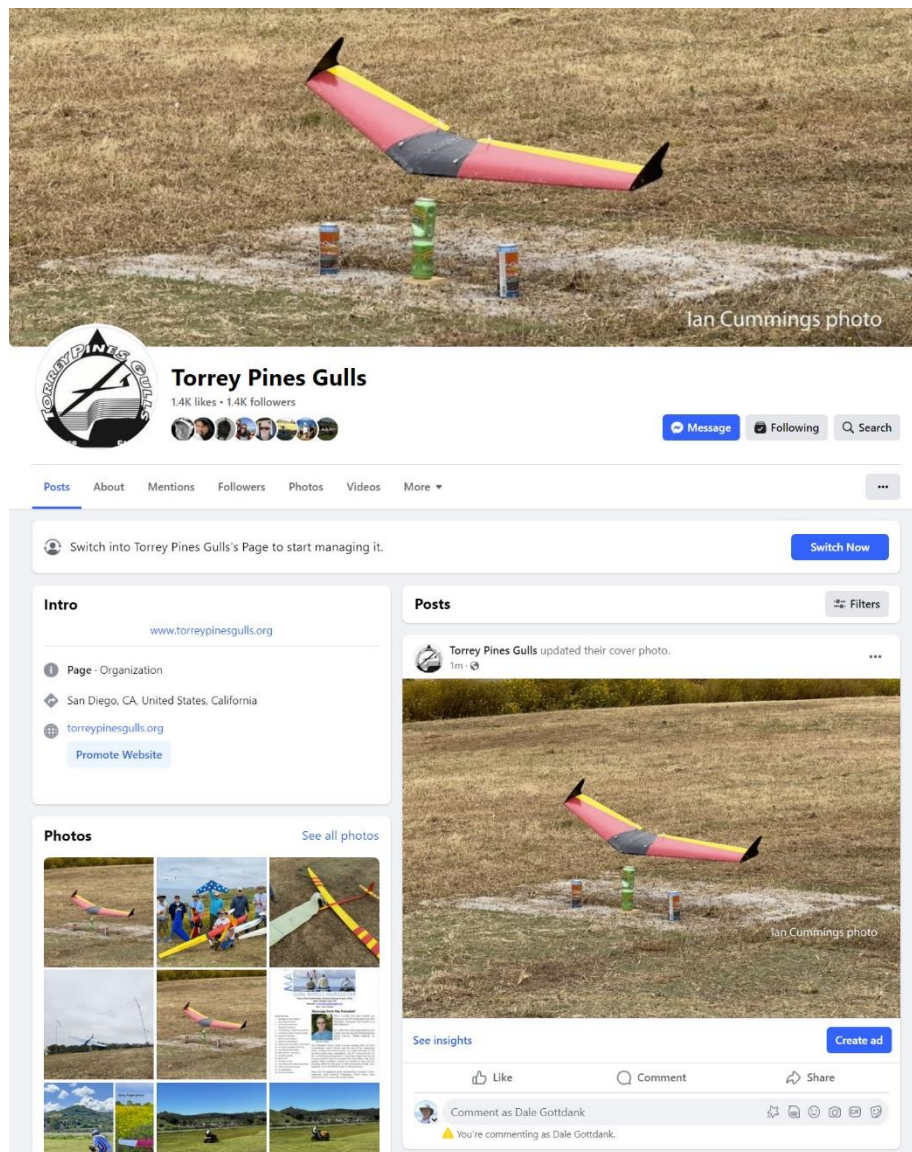 Ian Cummings photo
TORREY PINES GULLS
Torrey Pines Gulls
1.4K likes • 1.4K followers
Message
Following
Search
Posts
About
Mentions
Followers
Photos
Videos
More
Switch into Torrey Pines Gulls's Page to start managing it.
Switch Now
Intro
www.torreypinesgulls.org
Page · Organization
San Diego, CA, United States, California
torreypinesgulls.org
Promote Website
Photos
See all photos
Posts
Filters
Torrey Pines Gulls updated their cover photo.
1m ·
Ian Cummings photo
See insights
Create ad
Like
Comment
Share
Comment as Dale Gottdank
GIF
You're commenting as Dale Gottdank.